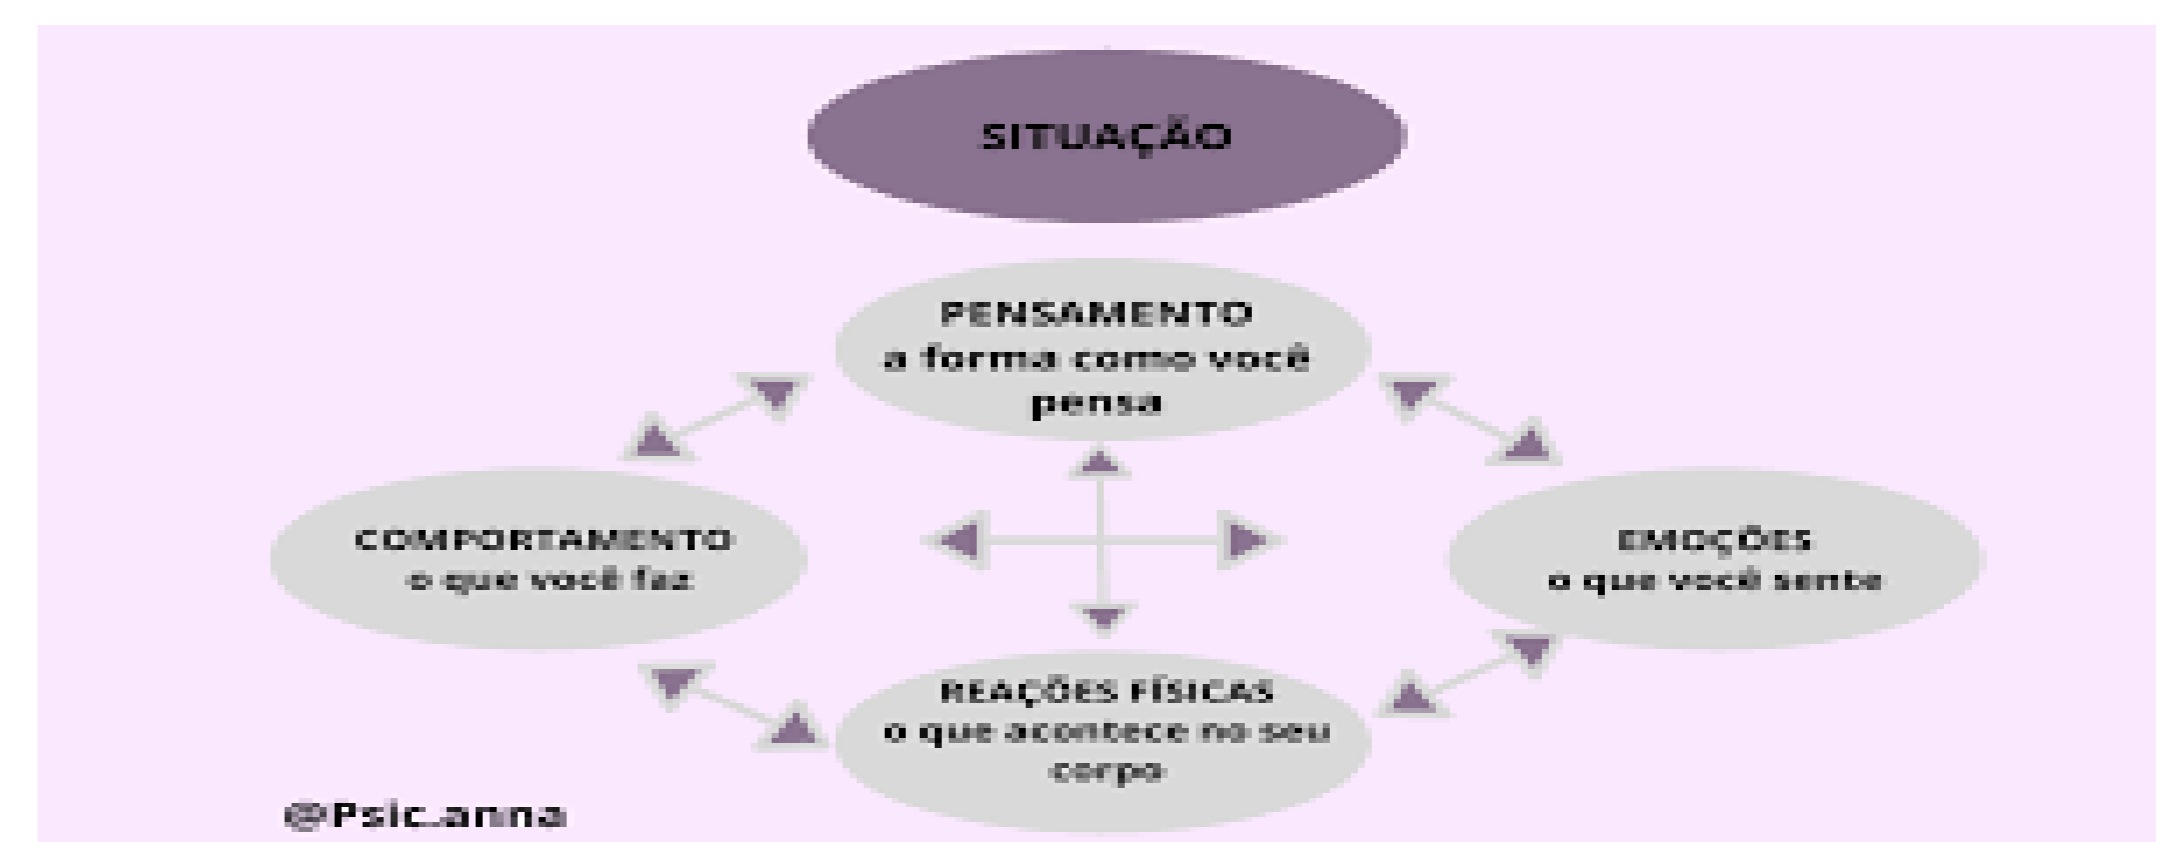 SITUAÇÃO
PENSAMENTO
a forma como você
pensa
COMPORTAMENTO
o que você faz
EMOÇÕES
o que você sente
REAÇÕES FÍSICAS
o que acontece no seu
corpo
@Psic.anna